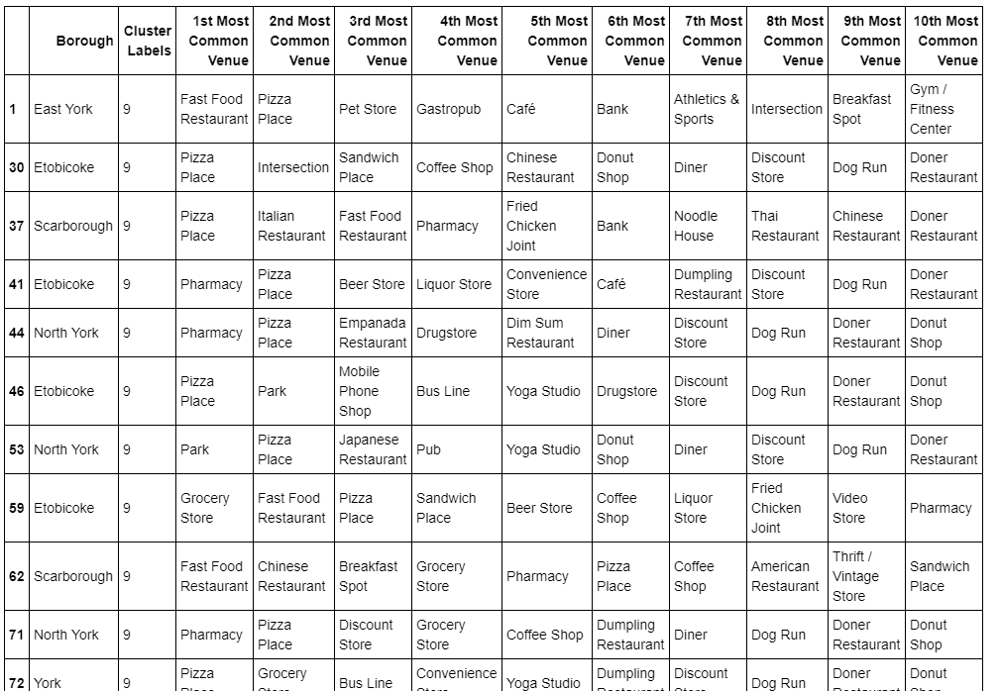 Borough Cluster Labels 1st Most Common Venue 2nd Most Common Venue 3rd Most Common Venue 4th Most Common Venue 5th Most Common Venue 6th Most Common Venue 7th Most Common Venue 8th Most Common Venue 9th Most Common Venue 10th Most Common Venue
1 East York 9 Fast Food Restaurant Pizza Place Pet Store Gastropub Café Bank Athletics & Sports Intersection Breakfast Spot Gym / Fitness Center
30 Etobicoke 9 Pizza Place Intersection Sandwich Place Coffee Shop Chinese Restaurant Donut Shop Diner Discount Store Dog Run Doner Restaurant
37 Scarborough 9 Pizza Place Italian Restaurant Fast Food Restaurant Pharmacy Fried Chicken Joint Bank Noodle House Thai Restaurant Chinese Restaurant Doner Restaurant
41 Etobicoke 9 Pharmacy Pizza Place Beer Store Liquor Store Convenience Store Café Dumpling Restaurant Discount Store Dog Run Doner Restaurant
44 North York 9 Pharmacy Pizza Place Empanada Restaurant Drugstore Dim Sum Restaurant Diner Discount Store Dog Run Doner Restaurant Donut Shop
46 Etobicoke 9 Pizza Place Park Mobile Phone Shop Bus Line Yoga Studio Drugstore Discount Store Dog Run Doner Restaurant Donut Shop
53 North York 9 Park Pizza Place Japanese Restaurant Pub Yoga Studio Donut Shop Diner Discount Store Dog Run Doner Restaurant
59 Etobicoke 9 Grocery Store Fast Food Restaurant Pizza Place Sandwich Place Beer Store Coffee Shop Liquor Store Fried Chicken Joint Video Store Pharmacy
62 Scarborough 9 Fast Food Restaurant Chinese Restaurant Breakfast Spot Grocery Store Pharmacy Pizza Place Coffee Shop American Restaurant Thrift / Vintage Store Sandwich Place
71 North York 9 Pharmacy Pizza Place Discount Store Grocery Store Coffee Shop Dumpling Restaurant Diner Dog Run Doner Restaurant Donut Shop
72 York 9 Pizza Grocery Bus Line Convenience Yoga Studio Dumpling Discount Dog Run Doner Donut